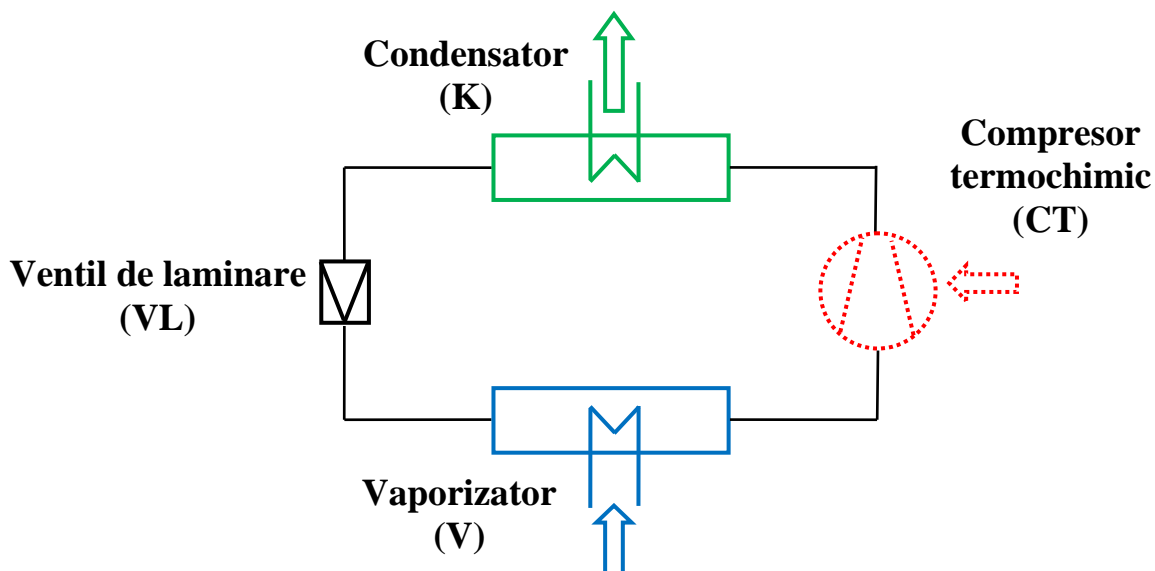 Condensator
(K)
Compresor
termochimic
(CT)
Ventil de laminare
(VL)
Vaporizator
(V)